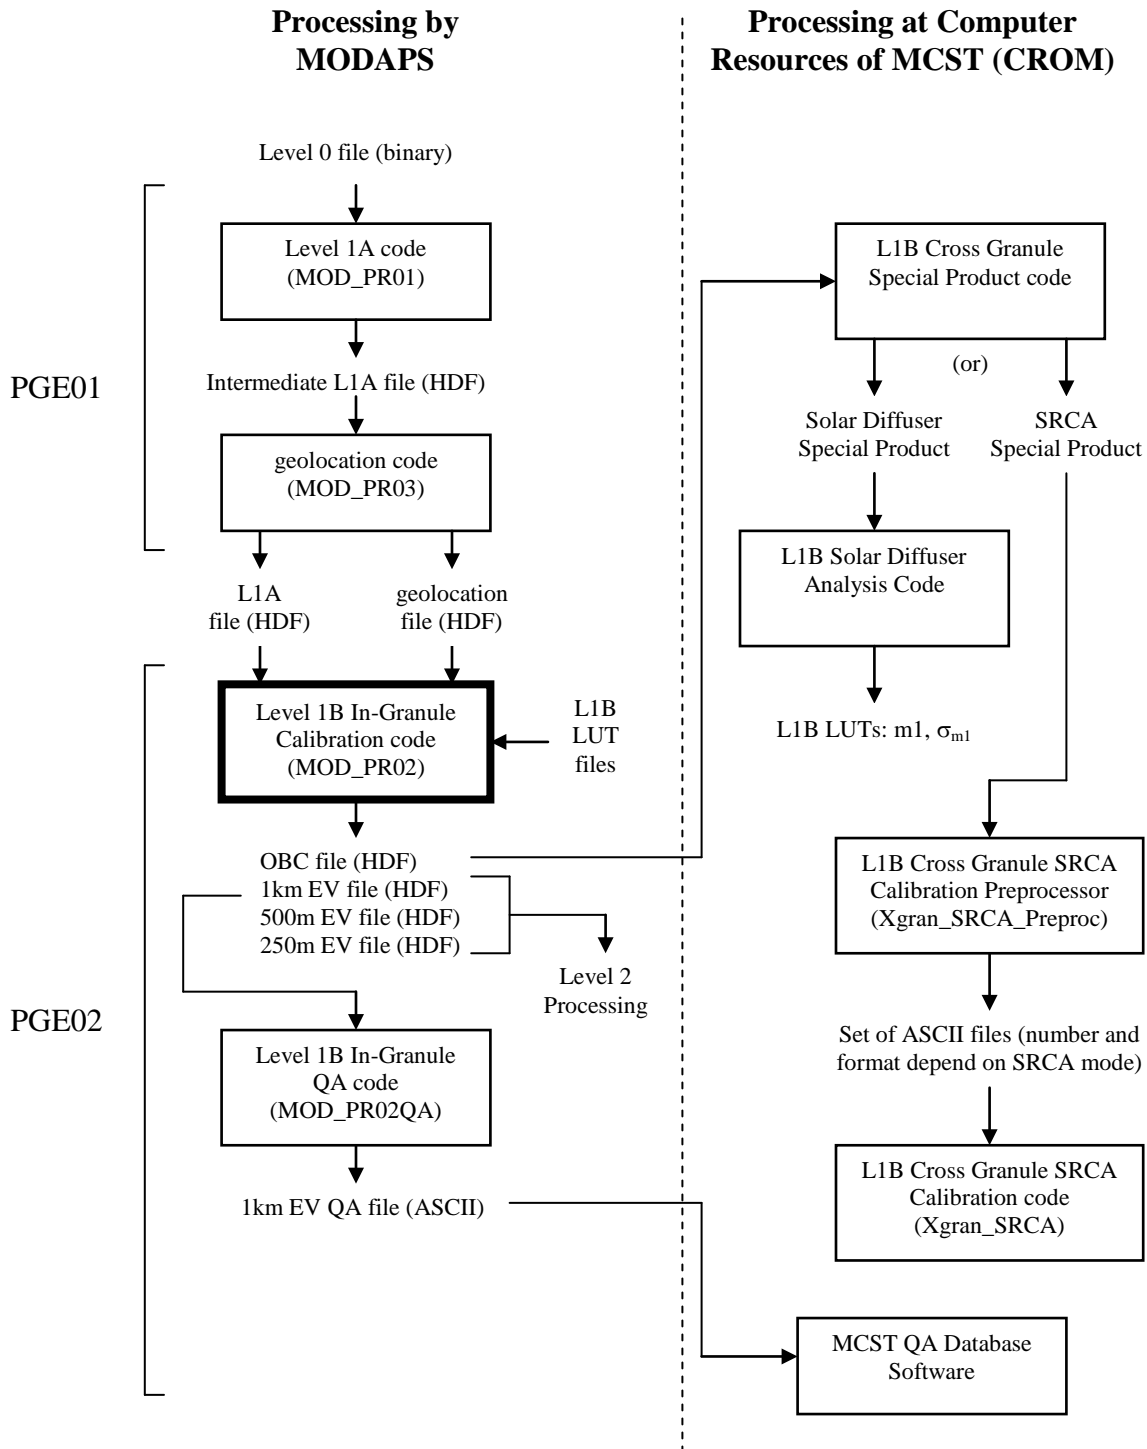 Processing by
MODAPS
Processing at Computer
Resources of MCST (CROM)
Level 0 file (binary)
Level 1A code
(MOD_PR01)
Intermediate L1A file (HDF)
PGE01
geolocation code
(MOD_PR03)
L1A
file (HDF)
geolocation
file (HDF)
Level 1B In-Granule
Calibration code
(MOD_PR02)
L1B
LUT
files
OBC file (HDF)
1km EV file (HDF)
500m EV file (HDF)
250m EV file (HDF)
Level 2
Processing
PGE02
Level 1B In-Granule
QA code
(MOD_PR02QA)
1km EV QA file (ASCII)
L1B Cross Granule
Special Product code
(or)
Solar Diffuser
Special Product
SRCA
Special Product
L1B Solar Diffuser
Analysis Code
L1B LUTs: m1, σm1
L1B Cross Granule SRCA
Calibration Preprocessor
(Xgran_SRCA_Preproc)
Set of ASCII files (number and
format depend on SRCA mode)
L1B Cross Granule SRCA
Calibration code
(Xgran_SRCA)
MCST QA Database
Software